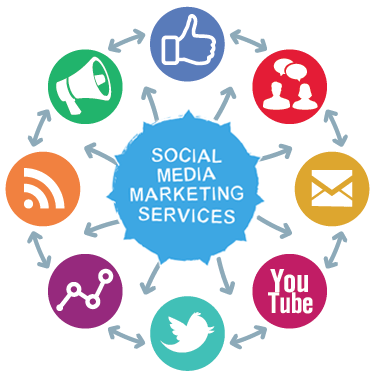 SOCIAL
MEDIA
MARKETING
SERVICES
You
Tube